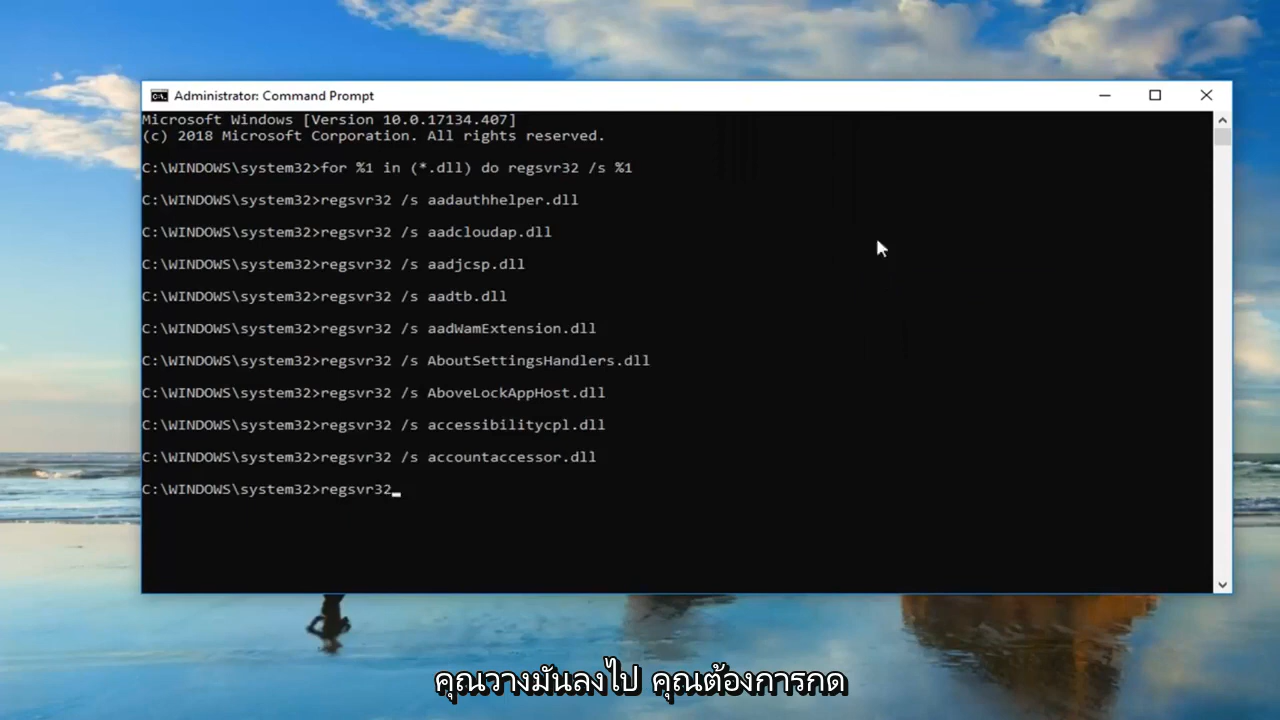 Administrator: Command Prompt
Microsoft Windows [Version 10.0.17134.407]
(c) 2018 Microsoft Corporation. All rights reserved.
C:\WINDOWS\system32>for %1 in (*.dll) do regsvr32 /s %1
C:\WINDOWS\system32>regsvr32 /s aadauthhelper.dll
C:\WINDOWS\system32>regsvr32 /s aadcloudap.dll
C:\WINDOWS\system32>regsvr32 /s aadjcsp.dll
C:\WINDOWS\system32>regsvr32 /s aadtb.dll
C:\WINDOWS\system32>regsvr32 /s aadWamExtension.dll
C:\WINDOWS\system32>regsvr32 /s AboutSettingsHandlers.dll
C:\WINDOWS\system32>regsvr32 /s AboveLockAppHost.dll
C:\WINDOWS\system32>regsvr32 /s accessibilitycpl.dll
C:\WINDOWS\system32>regsvr32 /s accountaccessor.dll
C:\WINDOWS\system32>regsvr32
คุณวางมันลงไป คุณต้องการกด